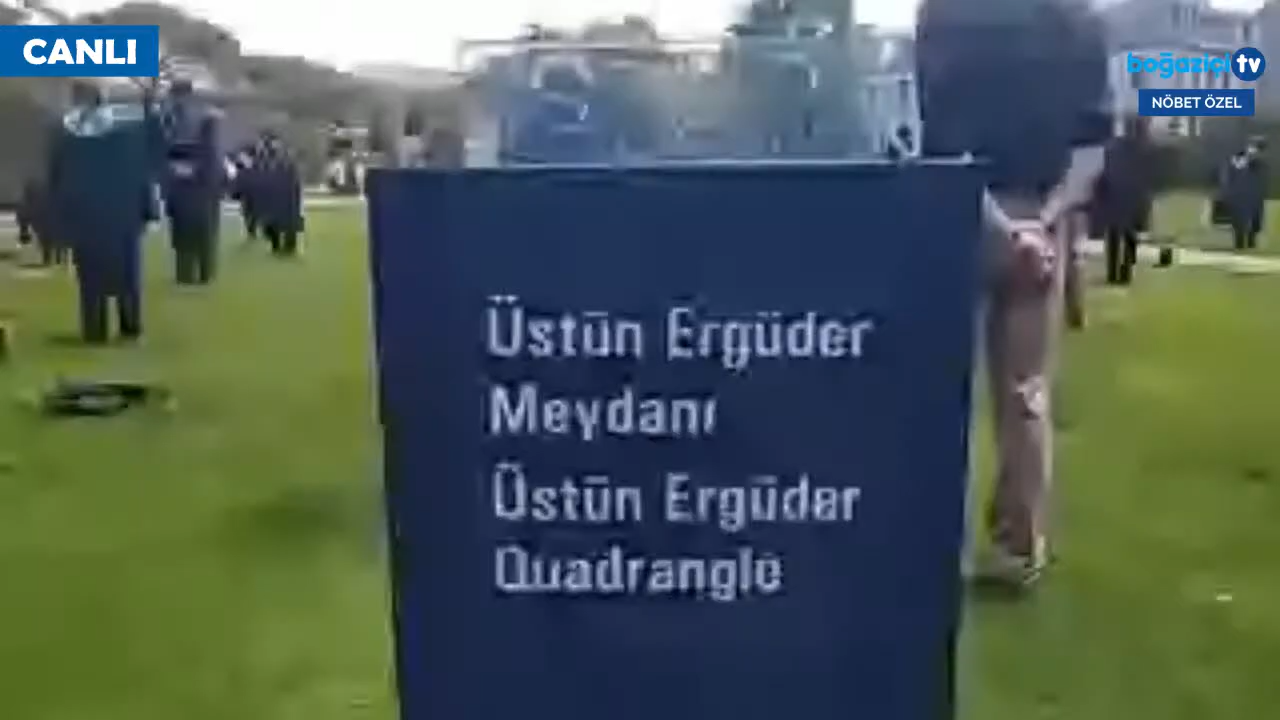 CANLI
boğaziçi tv
NÖBET ÖZEL
Üstün Ergüder
Meydanı
Üstün Ergüder
Quadrangle